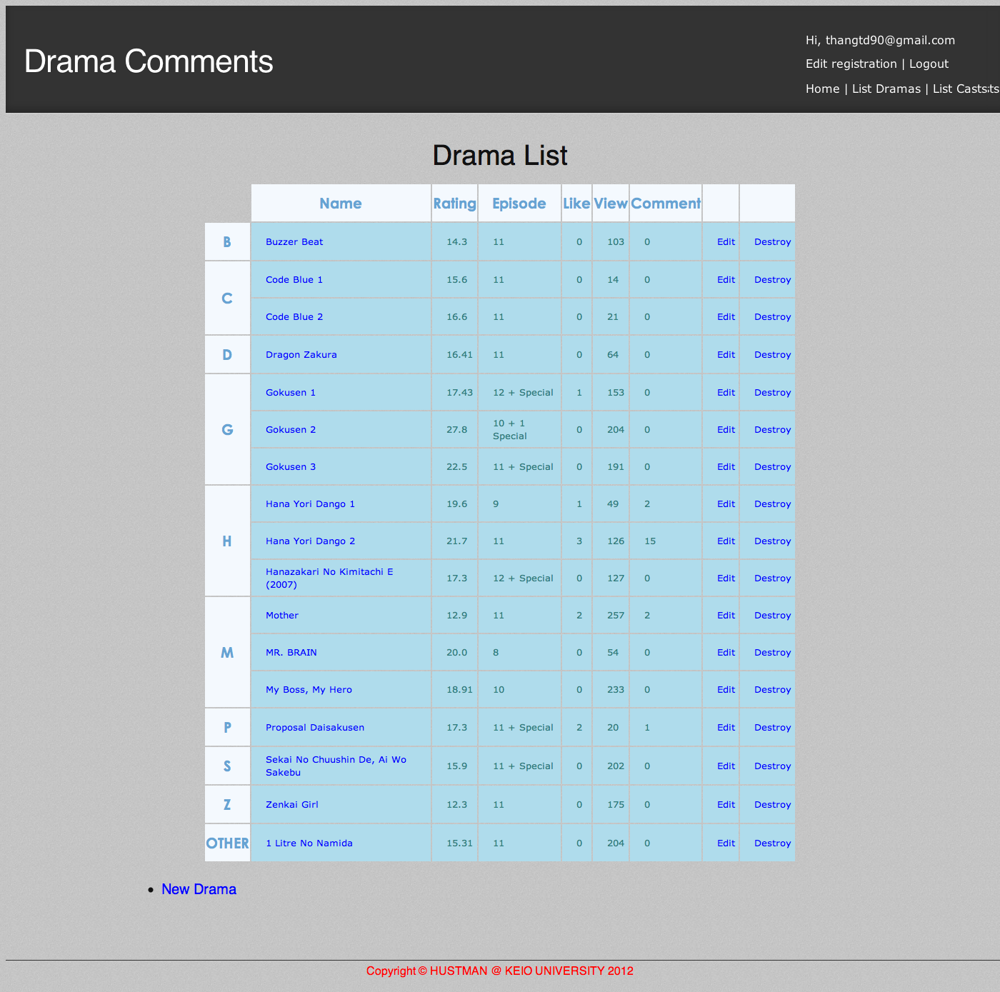 Drama Comments
Hi, thangtd90@gmail.com
Edit registration | Logout
Home | List Dramas | List Casts
Drama List
Name Rating Episode Like View Comment
B Buzzer Beat 14.3 11 0 103 0 Edit Destroy
C
Code Blue 1 15.6 11 0 14 0 Edit Destroy
Code Blue 2 16.6 11 0 21 0 Edit Destroy
D Dragon Zakura 16.41 11 0 64 0 Edit Destroy
G
Gokusen 1 17.43 12 + Special 1 153 0 Edit Destroy
Gokusen 2 27.8 10 + 1 Special 0 204 0 Edit Destroy
Gokusen 3 22.5 11 + Special 0 191 0 Edit Destroy
H
Hana Yori Dango 1 19.6 9 1 49 2 Edit Destroy
Hana Yori Dango 2 21.7 11 3 126 15 Edit Destroy
Hanazakari No Kimitachi E (2007) 17.3 12 + Special 0 127 0 Edit Destroy
M
Mother 12.9 11 2 257 2 Edit Destroy
MR. BRAIN 20.0 8 0 54 0 Edit Destroy
My Boss, My Hero 18.91 10 0 233 0 Edit Destroy
P Proposal Daisakusen 17.3 11 + Special 2 20 1 Edit Destroy
S Sekai No Chuushin De, Ai Wo Sakebu 15.9 11 + Special 0 202 0 Edit Destroy
Z Zenkai Girl 12.3 11 0 175 0 Edit Destroy
OTHER 1 Litre No Namida 15.31 11 0 204 0 Edit Destroy
• New Drama
Copyright © HUSTMAN @ KEIO UNIVERSITY 2012